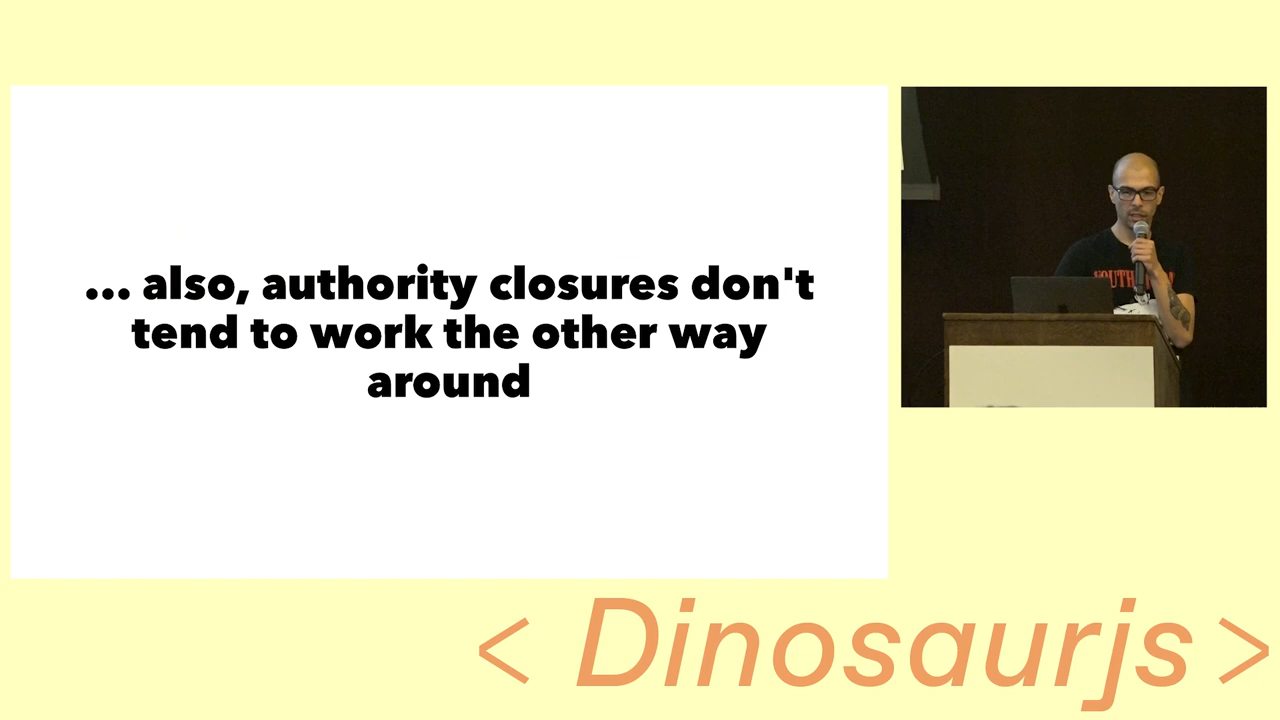 ... also, authority closures don't
tend to work the other way
around
< Dinosaurjs >